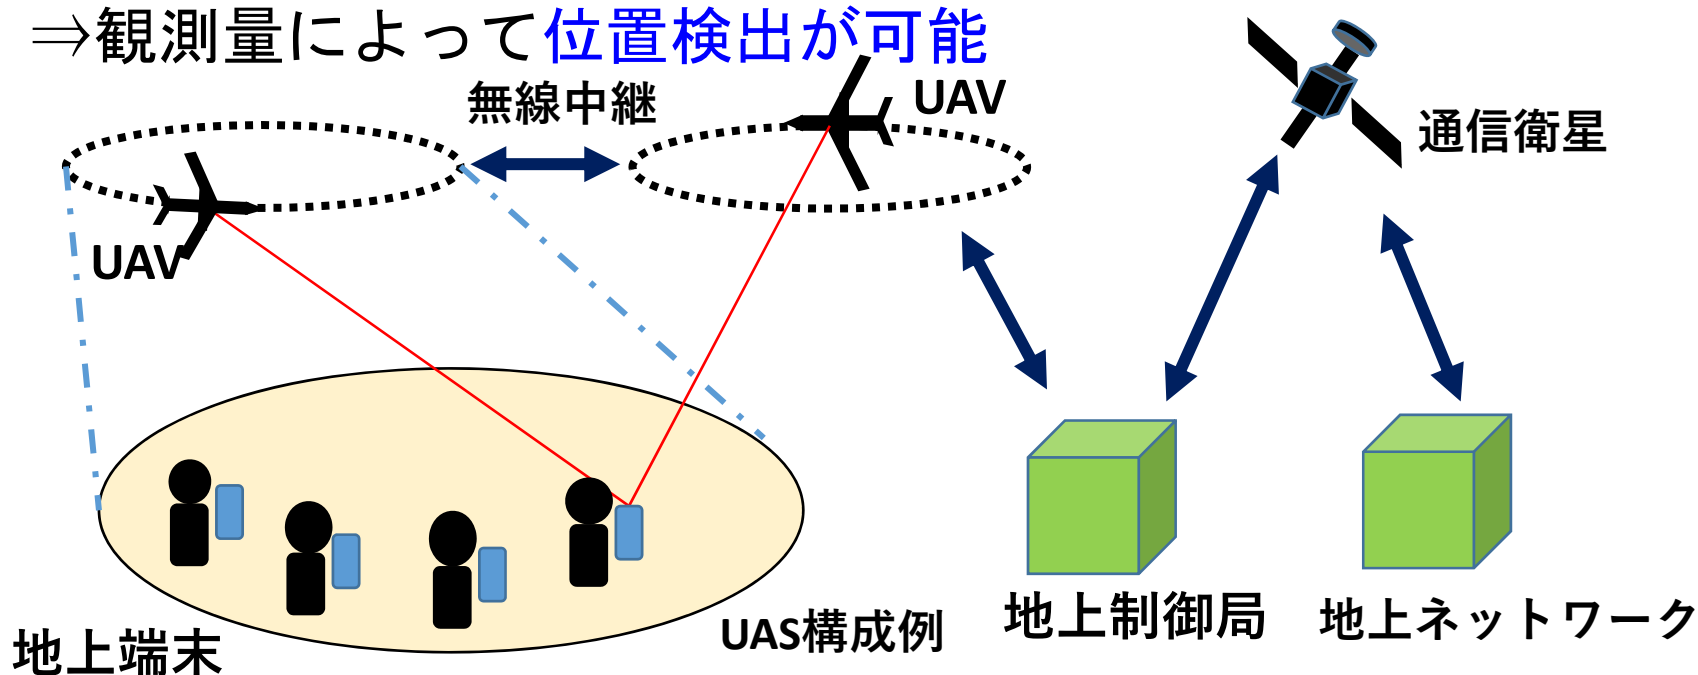 ⇒観測量によって位置検出が可能
無線中継
UAV
通信衛星
UAV
地上端末
UAS構成例
地上制御局
地上ネットワーク